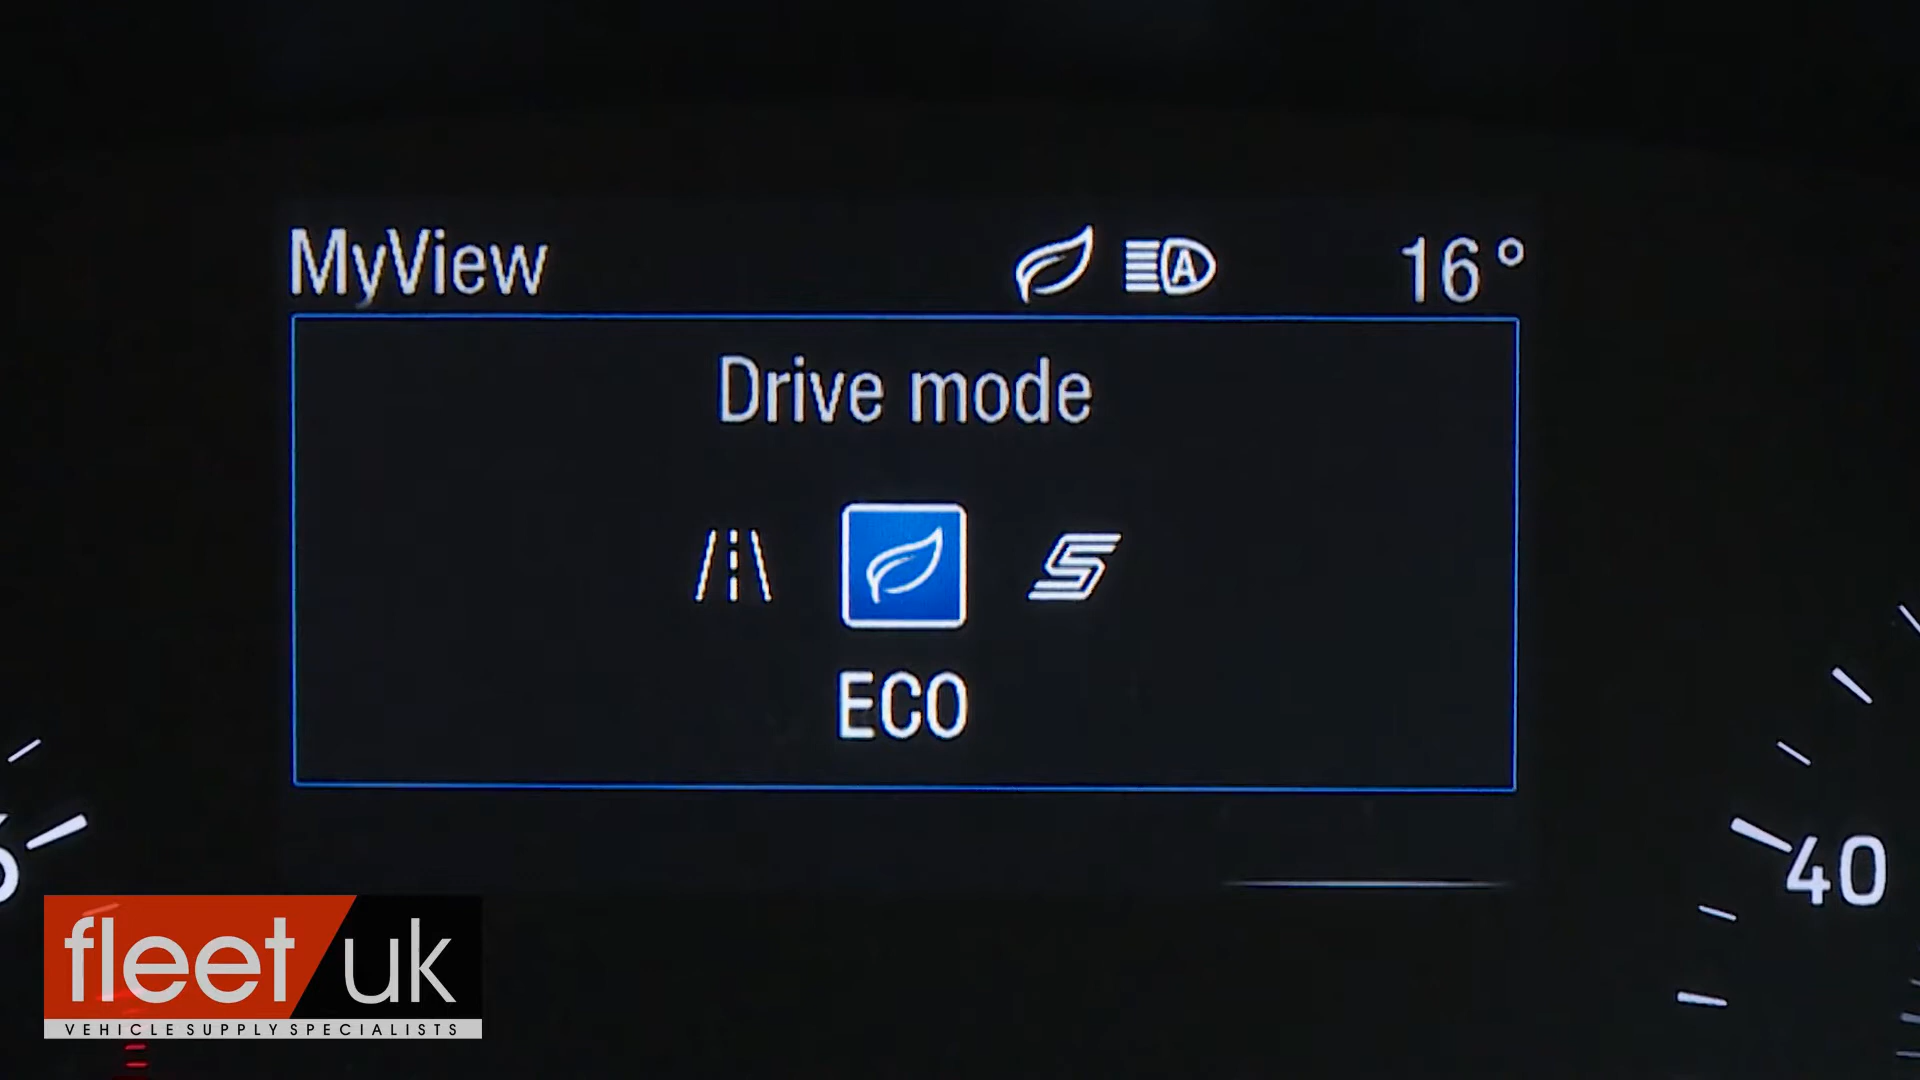 MyView 16°
Drive mode
ECO
40
fleet uk
VEHICLE SUPPLY SPECIALISTS